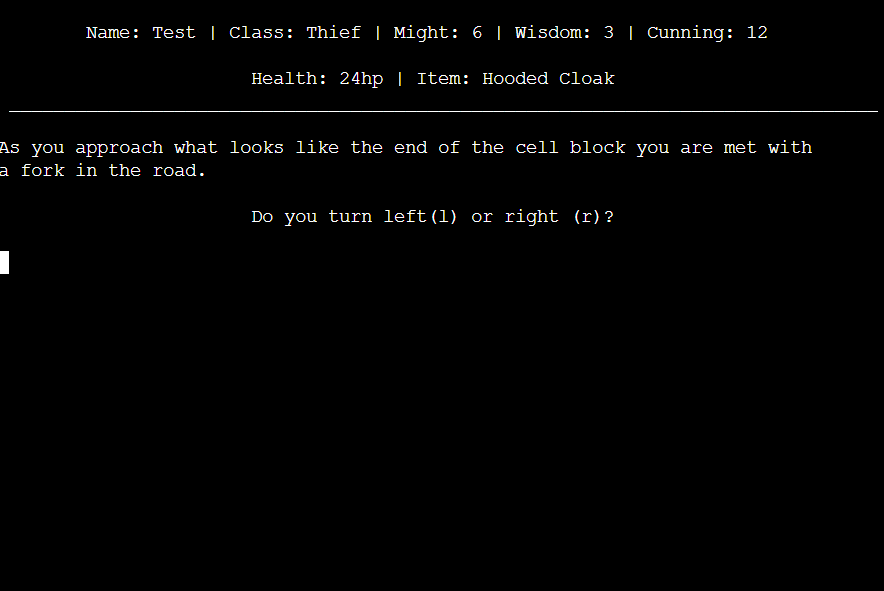 Name: Test | Class: Thief | Might: 6 | Wisdom: 3 | Cunning: 12
Health: 24hp | Item: Hooded Cloak
As you approach what looks like the end of the cell block you are met with
a fork in the road.
Do you turn left(l) or right (r)?